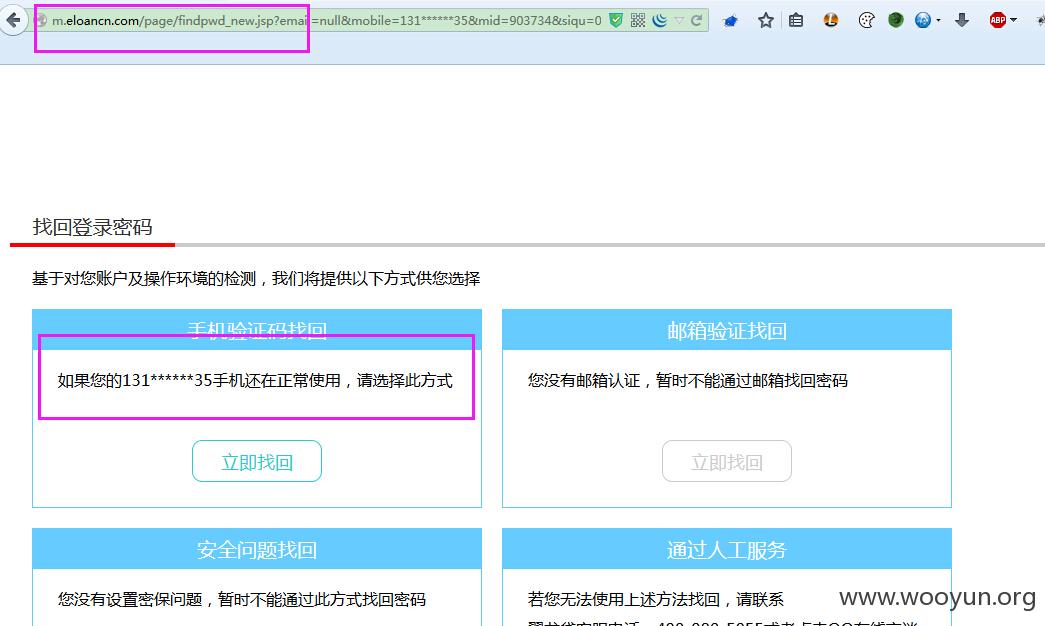 m.eloancn.com/page/findpwd_new.jsp?email=null&mobile=131******35&mid=903734&siqu=0
ABP
找回登录密码
基于对您账户及操作环境的检测，我们将提供以下方式供您选择
手机验证码找回
邮箱验证找回
如果您的131******35手机还在正常使用，请选择此方式
您没有邮箱认证，暂时不能通过邮箱找回密码
立即找回
立即找回
安全问题找回
通过人工服务
您没有设置密保问题，暂时不能通过此方式找回密码
若您无法使用上述方法找回，请联系
www.wooyun.org